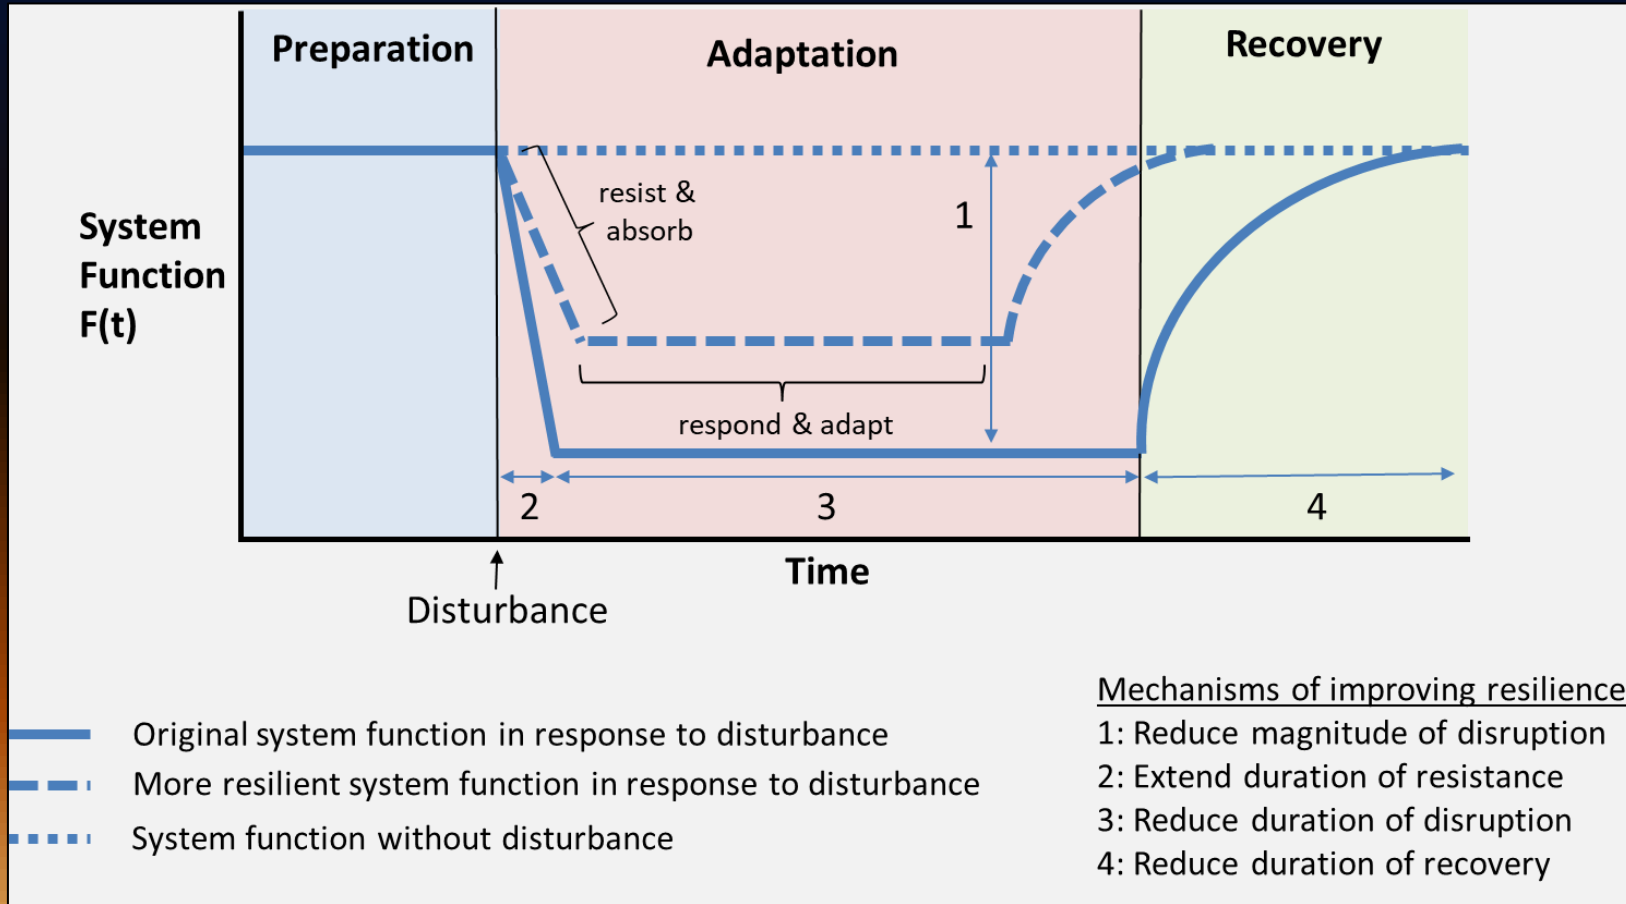 Preparation
Adaptation
Recovery
System
Function
F(t)
resist &
absorb
1
respond & adapt
2
3
4
Time
Disturbance
Original system function in response to disturbance
More resilient system function in response to disturbance
System function without disturbance
Mechanisms of improving resilience
1: Reduce magnitude of disruption
2: Extend duration of resistance
3: Reduce duration of disruption
4: Reduce duration of recovery